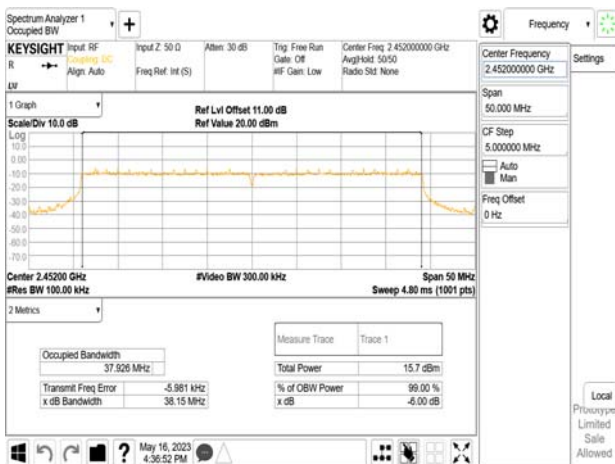 Spectrum Analyzer 1
Occupied BW
+
Frequency
KEYSIGHT Input: RF Input Z: 50 Ω Atten: 30 dB Trig: Free Run Center Freq: 2.452000000 GHz
R Coupling: DC Gate: Off Avg|Hold: 50/50
Align: Auto Freq Ref: Int (S) #IF Gain: Low Radio Std: None
LXI
Center Frequency
2.452000000 GHz
Settings
Span
50.000 MHz
CF Step
5.000000 MHz
Auto
Man
Freq Offset
0 Hz
1 Graph
Scale/Div 10.0 dB
Ref Lvl Offset 11.00 dB
Ref Value 20.00 dBm
Log
10.0
0.00
-10.0
-20.0
-30.0
-40.0
-50.0
-60.0
-70.0
Center 2.45200 GHz #Video BW 300.00 kHz Span 50 MHz
#Res BW 100.00 kHz Sweep 4.80 ms (1001 pts)
2 Metrics
Measure Trace Trace 1
Occupied Bandwidth
37.926 MHz
Total Power 15.7 dBm
Transmit Freq Error -5.981 kHz
% of OBW Power 99.00 %
x dB Bandwidth 38.15 MHz
x dB -6.00 dB
Local
Prototype
Limited
Sale
Allowed
? May 16, 2023
4:36:52 PM